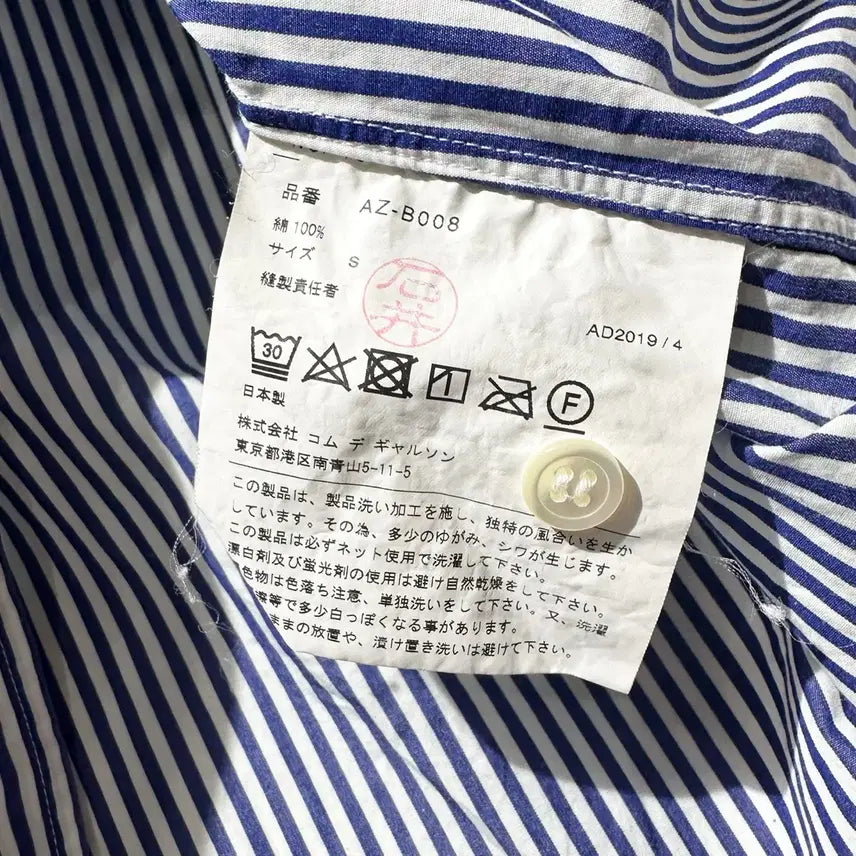 品番 AZ-B008
綿 100%
サイズ S
縫製責任者 石井
AD2019/4
30 1 F
日本製
株式会社 コム デ ギャルソン
東京都港区南青山5-11-5
この製品は、製品洗い加工を施し、独特の風合いを生か
しています。その為、多少のゆがみ、シワが生じます。
この製品は必ずネット使用で洗濯して下さい。
漂白剤及び蛍光剤の使用は避け自然乾燥をして下さい。
色物は色落ち注意、単独洗いをして下さい。又、洗濯
等で多少白っぽくなる事があります。
ままの放置や、漬け置き洗いは避けて下さい。